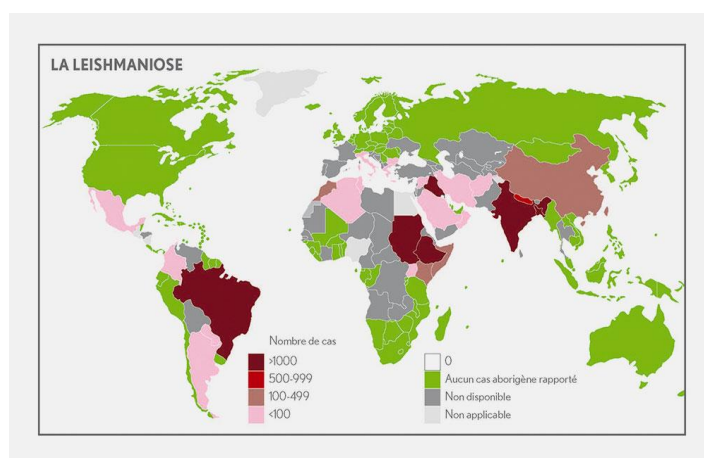 LA LEISHMANIOSE
Nombre de cas
>1000
500-999
100-499
<100
0
Aucun cas aborigène rapporté
Non disponible
Non applicable